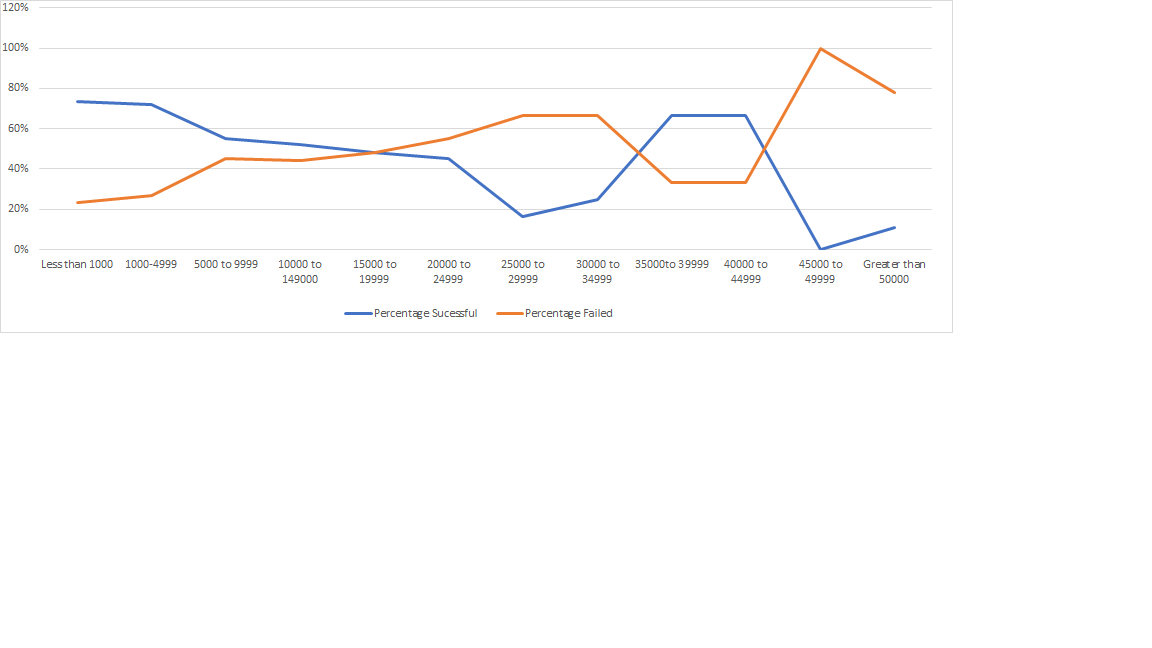 120%
100%
80%
60%
40%
20%
0%
Less than 1000
1000-4999
5000 to 9999
10000 to
149000
15000 to
19999
20000 to
24999
25000 to
29999
30000 to
34999
35000to 39999
40000 to
44999
45000 to
49999
Greater than
50000
Percentage Sucessful
Percentage Failed